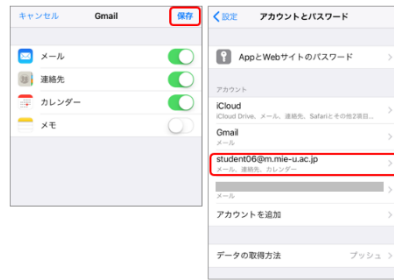 キャンセル Gmail 保存
メール
連絡先
カレンダー
メモ
設定 アカウントとパスワード
AppとWebサイトのパスワード
アカウント
iCloud
iCloud Drive、メール、連絡先、Safariとその他2項目...
Gmail
メール
student06@m.mie-u.ac.jp
メール、連絡先、カレンダー
メール
アカウントを追加
データの取得方法 プッシュ